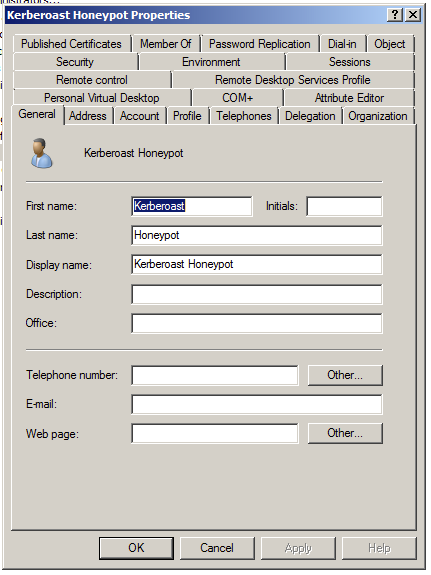 Kerberoast Honeypot Properties
Published Certificates Member Of Password Replication Dial-in Object
Security Environment Sessions
Remote control Remote Desktop Services Profile
Personal Virtual Desktop COM+ Attribute Editor
General Address Account Profile Telephones Delegation Organization
Kerberoast Honeypot
First name: Kerberoast Initials:
Last name: Honeypot
Display name: Kerberoast Honeypot
Description:
Office:
Telephone number: Other...
E-mail:
Web page: Other...
OK Cancel Apply Help